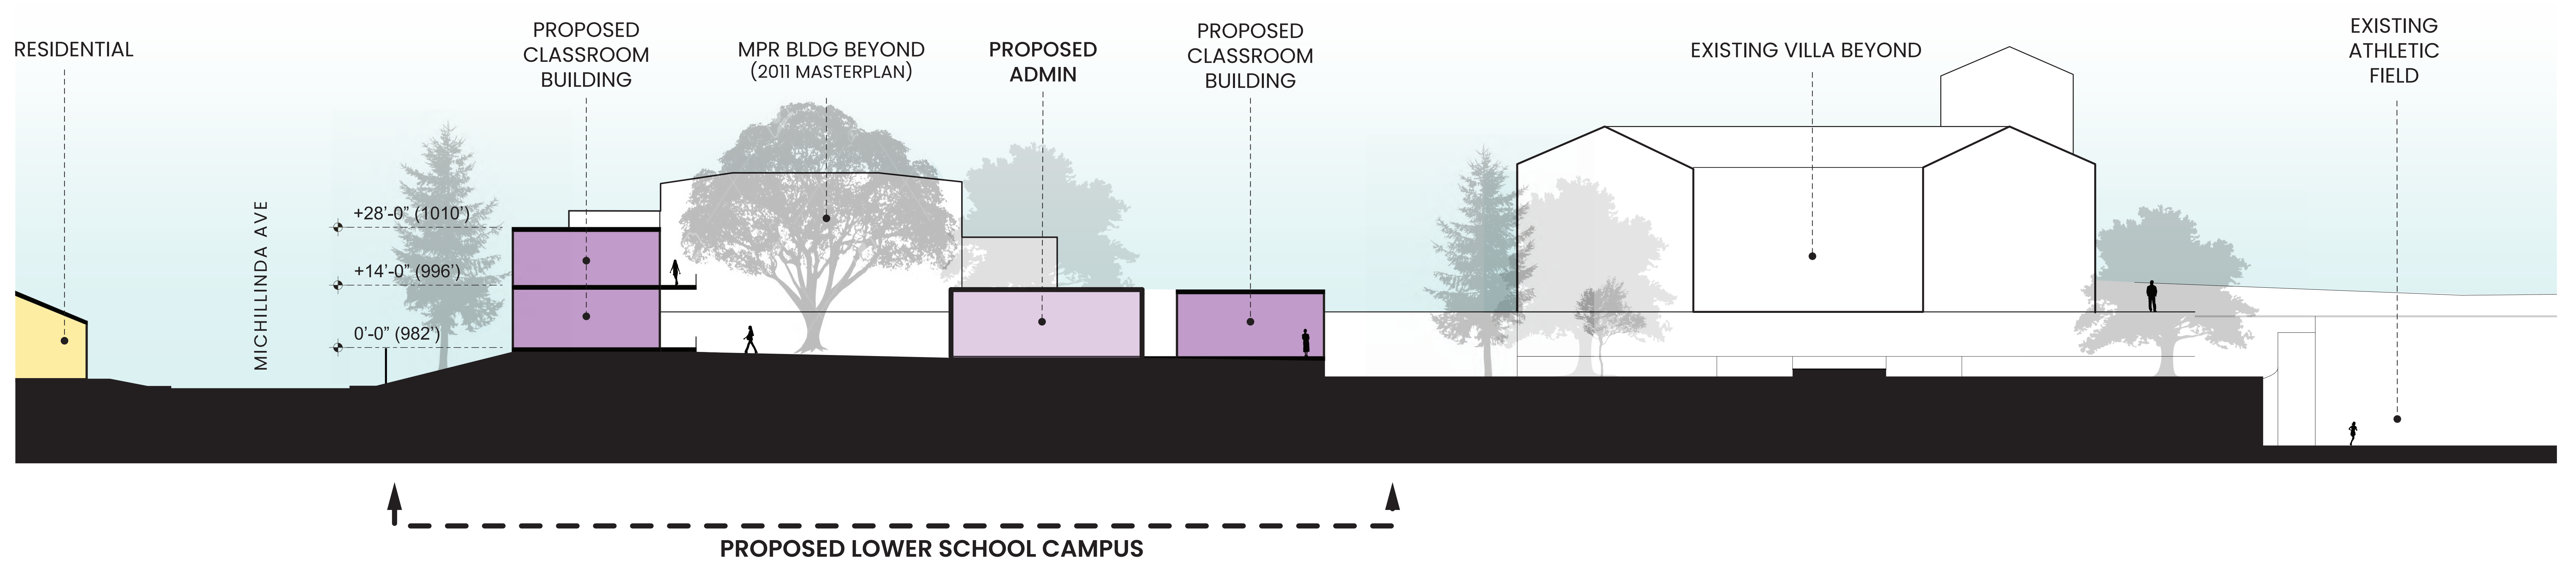 RESIDENTIAL
PROPOSED
CLASSROOM
BUILDING
MPR BLDG BEYOND
(2011 MASTERPLAN)
PROPOSED
ADMIN
PROPOSED
CLASSROOM
BUILDING
EXISTING VILLA BEYOND
EXISTING
ATHLETIC
FIELD
MICHILLINDA AVE
+28'-0" (1010')
+14'-0" (996')
0'-0" (982')
PROPOSED LOWER SCHOOL CAMPUS